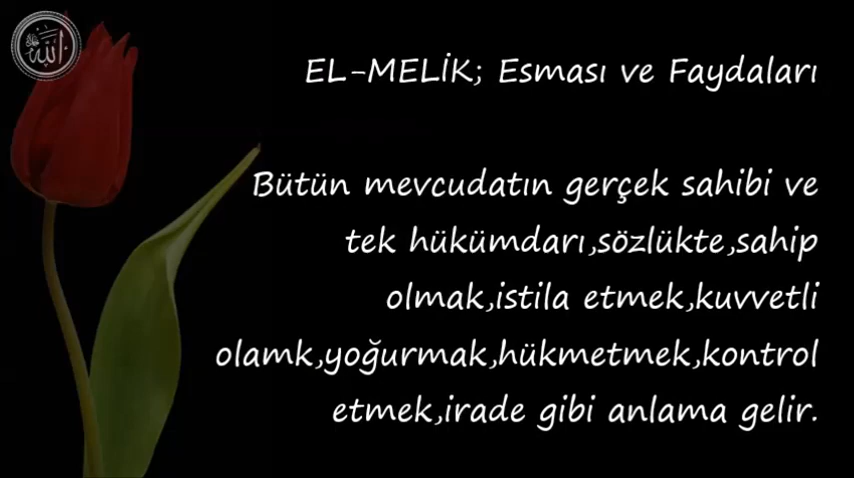 الله
EL-MELİK; Esması ve Faydaları
Bütün mevcudatın gerçek sahibi ve
tek hükümdarı,sözlükte,sahip
olmak,istila etmek,kuvvetli
olamk,yoğurmak,hükmetmek,kontrol
etmek,irade gibi anlama gelir.